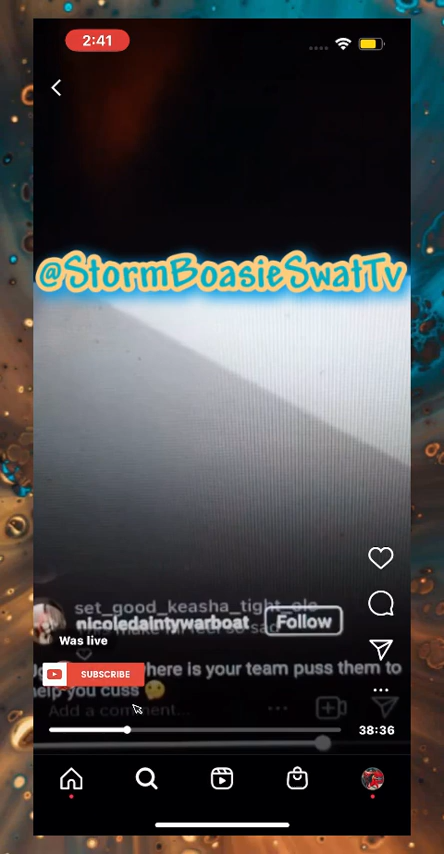 2:41
@StormBoasieSwatTv
set_good_keasha_tight_ole
nicoledaintywarboat
Follow
Was live
here is your team puss them to
SUBSCRIBE
help you cuss 🤭
Add a comment...
38:36